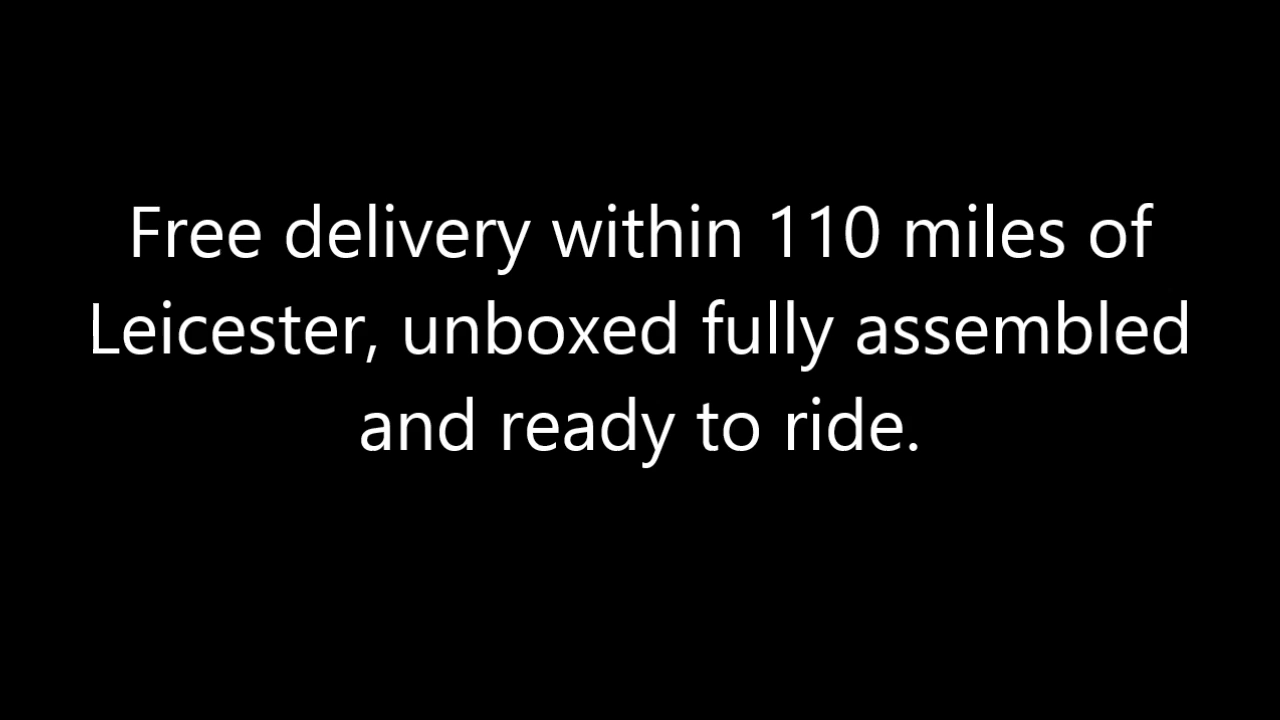 Free delivery within 110 miles of
Leicester, unboxed fully assembled
and ready to ride.